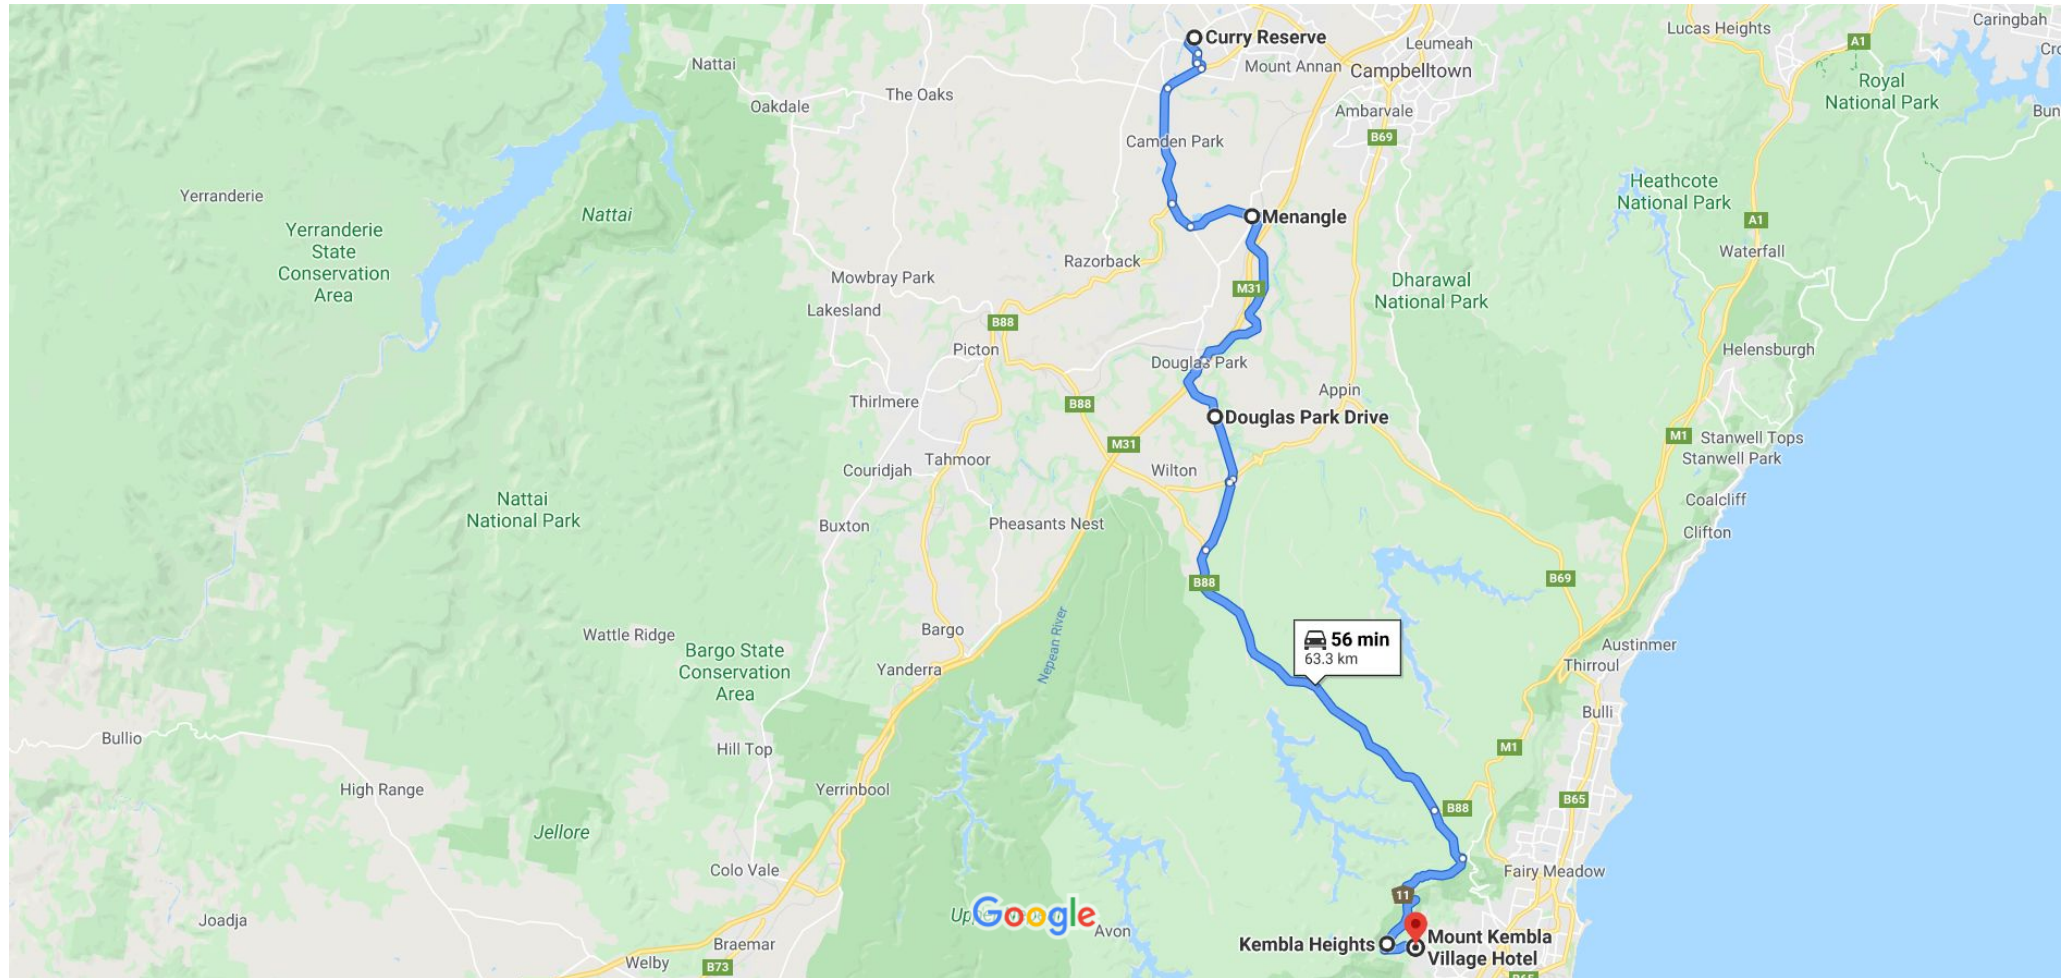 Caringbah
Lucas Heights
A1
Leumeah
Curry Reserve
Nattai
Mount Annan
Campbelltown
Royal
National Park
The Oaks
Oakdale
Ambarvale
B69
Camden Park
Yerranderie
Heathcote
National Park
Nattai
Menangle
A1
Yerranderie
State
Conservation
Area
Waterfall
Razorback
Mowbray Park
Dharawal
National Park
M31
Lakesland
B88
Picton
Helensburgh
Douglas Park
Appin
Thirlmere
B88
Douglas Park Drive
M1
Stanwell Tops
M31
Stanwell Park
Tahmoor
Couridjah
Wilton
Nattai
National Park
Coalcliff
Buxton
Pheasants Nest
Clifton
B69
B88
Nepean River
Bargo
Wattle Ridge
56 min
63.3 km
Austinmer
Bargo State
Conservation
Area
Yanderra
Thirroul
Bulli
Bullio
Hill Top
M1
High Range
Yerrinbool
B65
B88
Jellore
Colo Vale
Fairy Meadow
11
Joadja
Google
Avon
Braemar
Kembla Heights
Mount Kembla
Village Hotel
Welby
B73
B65